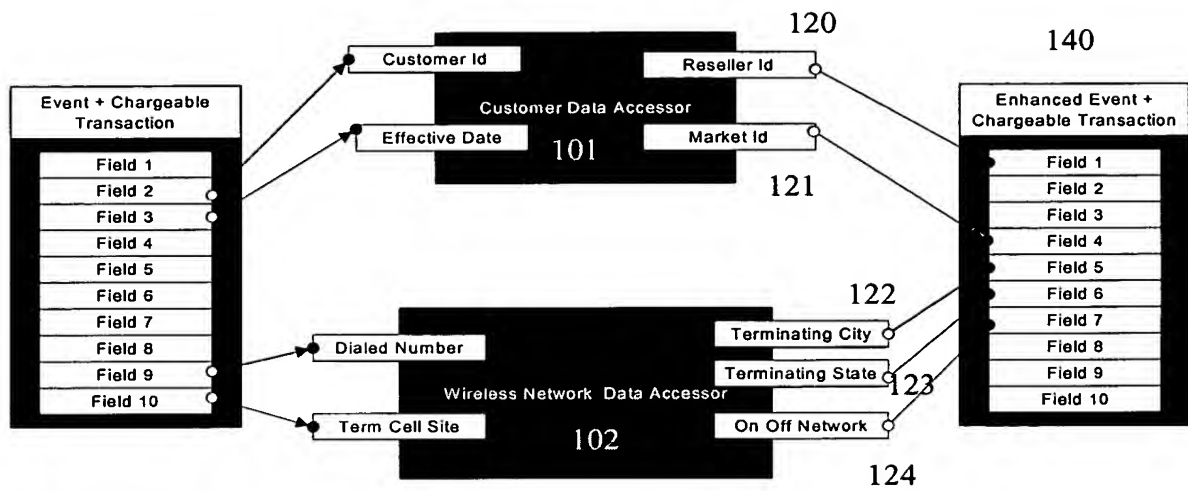 120
140
Customer Id
Reseller Id
Event + Chargeable
Transaction
Customer Data Accessor
Enhanced Event +
Chargeable Transaction
Effective Date
101
Market Id
121
Field 1
Field 2
Field 3
Field 4
Field 5
Field 6
Field 7
Field 8
Field 9
Field 10
Field 1
Field 2
Field 3
Field 4
Field 5
Field 6
Field 7
Field 8
Field 9
Field 10
122
Dialed Number
Terminating City
Terminating State
123
Wireless Network Data Accessor
Term Cell Site
102
On Off Network
124